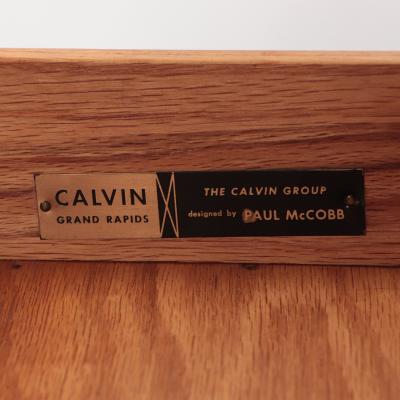 CALVIN
GRAND RAPIDS
THE CALVIN GROUP
designed by PAUL McCOBB